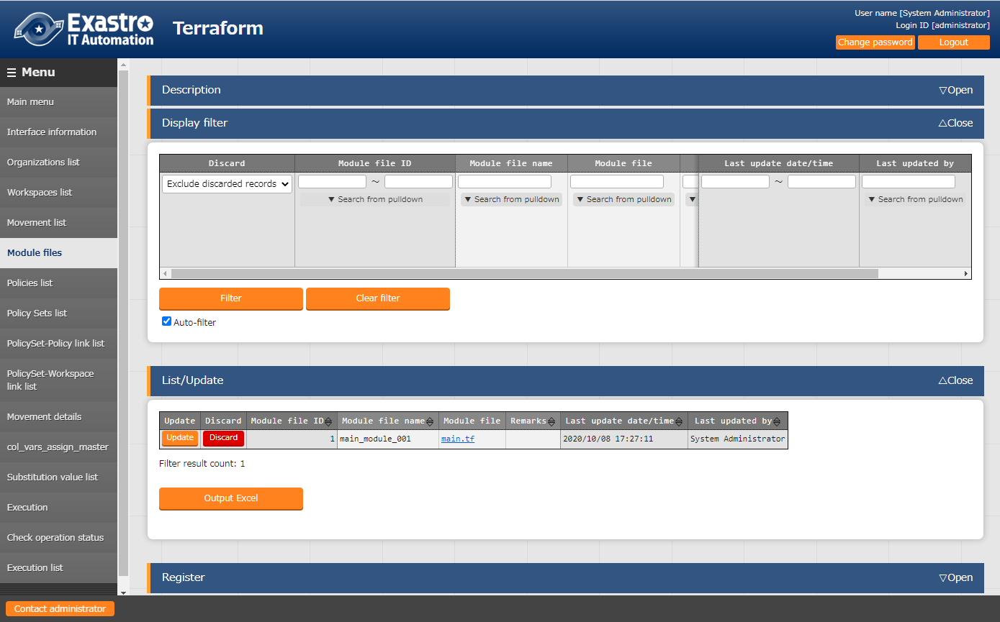 Exastro
IT Automation
Terraform
User name [System Administrator]
Login ID [administrator]
Change password
Logout
☰ Menu
Main menu
Interface information
Organizations list
Workspaces list
Movement list
Module files
Policies list
Policy Sets list
PolicySet-Policy link list
PolicySet-Workspace
link list
Movement details
col_vars_assign_master
Substitution value list
Execution
Check operation status
Execution list
Contact administrator
Description ▽Open
Display filter △Close
Discard Module file ID Module file name Module file Last update date/time Last updated by
Exclude discarded records ~ ~
▼ Search from pulldown ▼ Search from pulldown ▼ Search from pulldown ▼ ▼ Search from pulldown
Filter Clear filter
Auto-filter
List/Update △Close
Update Discard Module file ID Module file name Module file Remarks Last update date/time Last updated by
Update Discard 1 main_module_001 main.tf 2020/10/08 17:27:11 System Administrator
Filter result count: 1
Output Excel
Register ▽Open